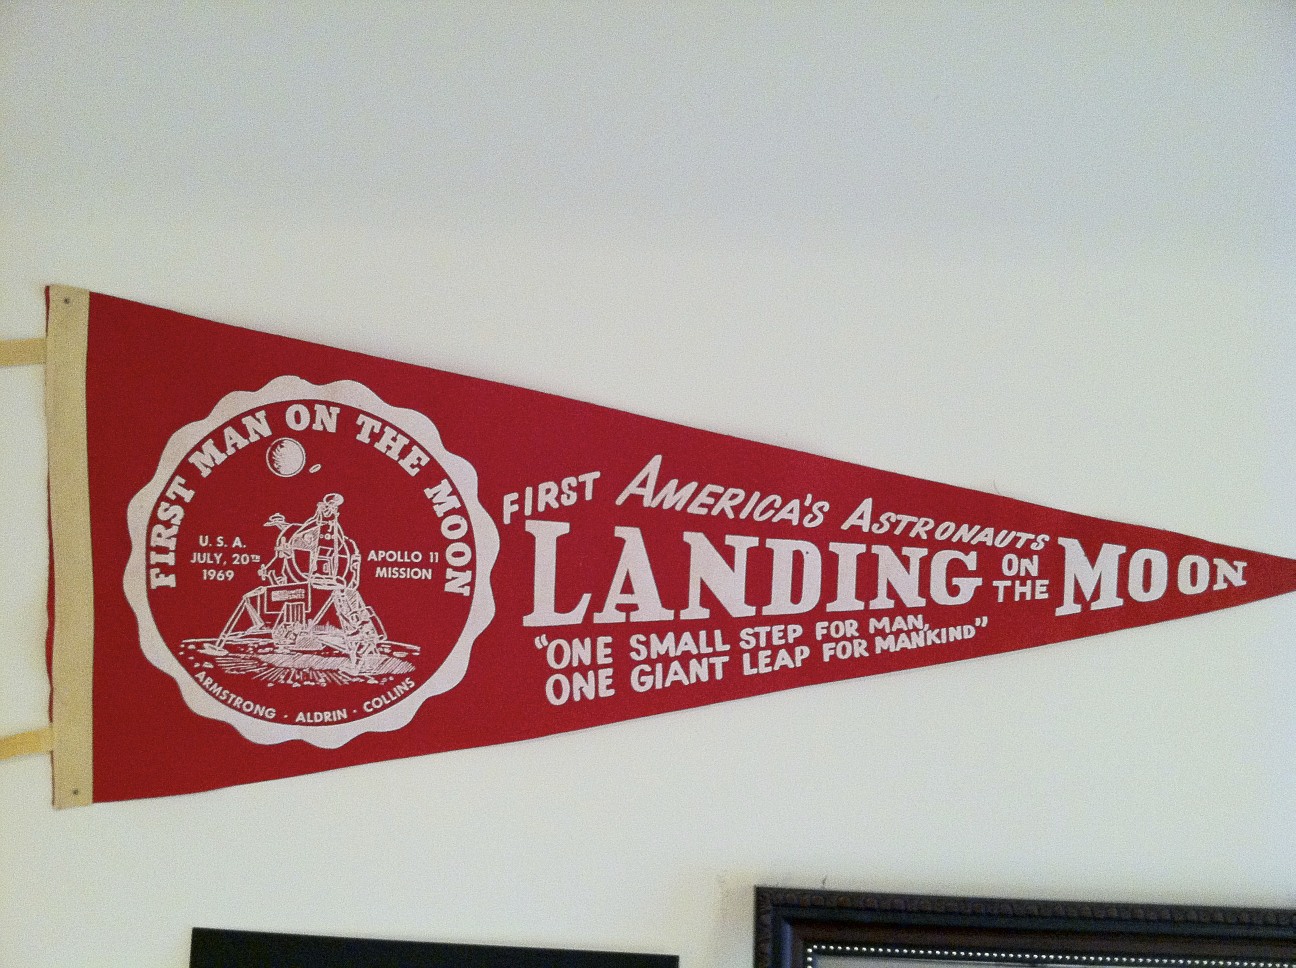 FIRST MAN ON THE MOON
U. S. A.
JULY, 20TH
1969
APOLLO 11
MISSION
ARMSTRONG · ALDRIN · COLLINS
FIRST AMERICA'S ASTRONAUTS
LANDING ON THE MOON
"ONE SMALL STEP FOR MAN,
ONE GIANT LEAP FOR MANKIND"